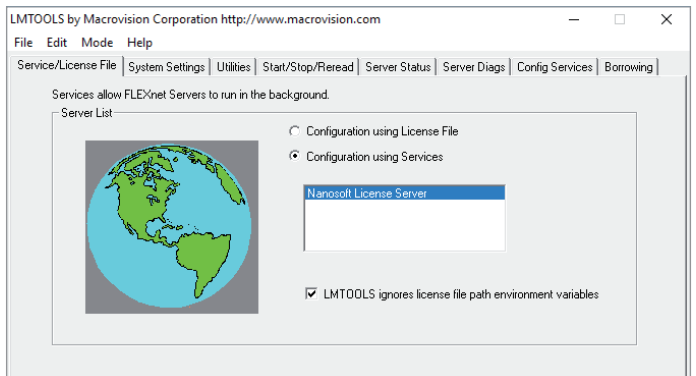 LMTOOLS by Macrovision Corporation http://www.macrovision.com
File Edit Mode Help
Service/License File System Settings Utilities Start/Stop/Reread Server Status Server Diags Config Services Borrowing
Services allow FLEXnet Servers to run in the background.
Server List
Configuration using License File
Configuration using Services
Nanosoft License Server
LMTOOLS ignores license file path environment variables